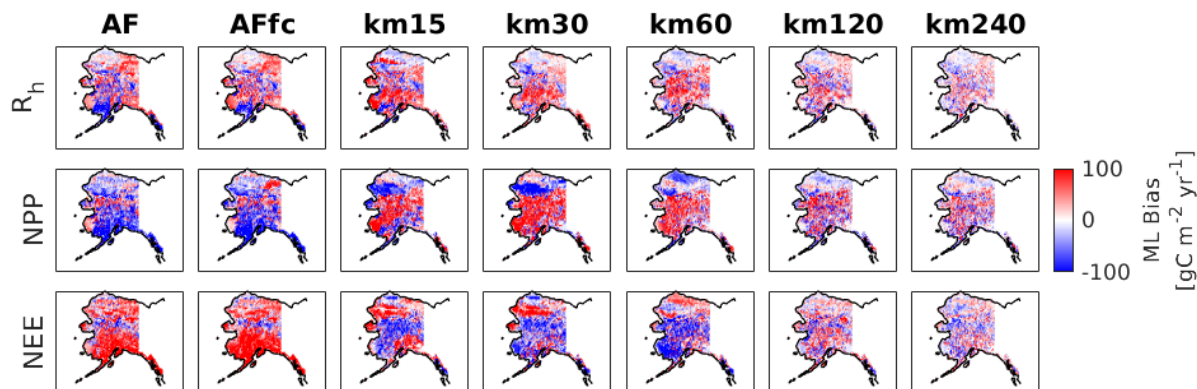 AF AFfc km15 km30 km60 km120 km240
R_h
NPP
NEE
100
0
-100
ML Bias
[gC m⁻² yr⁻¹]